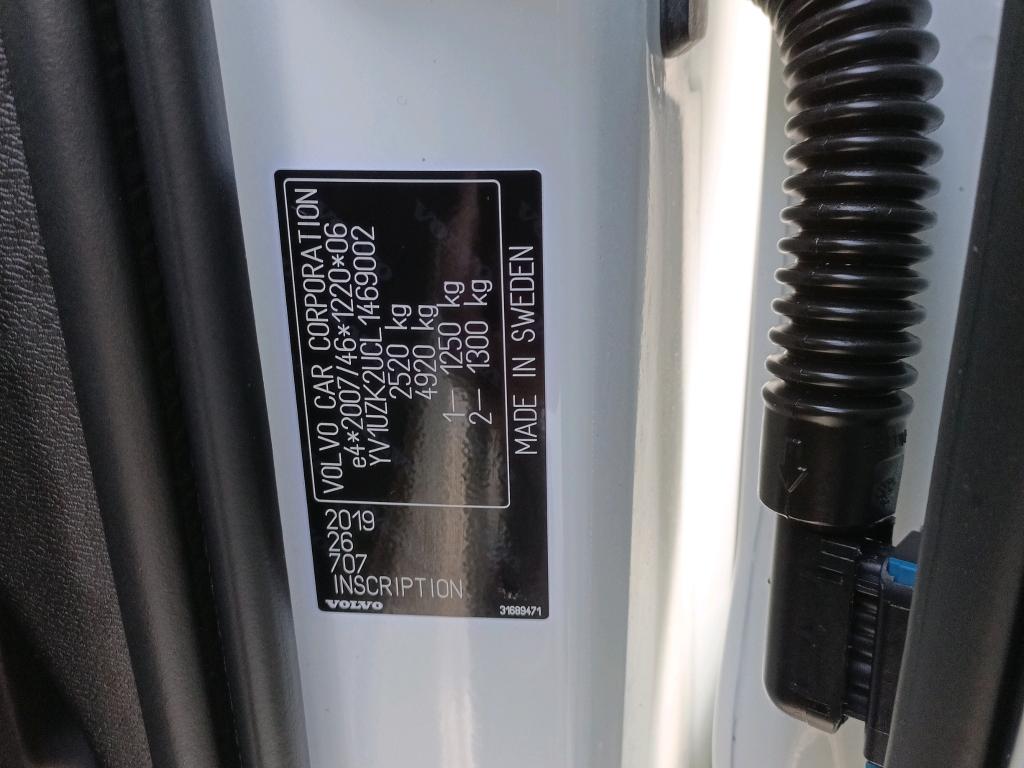 VOLVO CAR CORPORATION
e4*2007/46*1220*06
YV1UZK2UCL1469002
2520 kg
4920 kg
1— 1250 kg
2— 1300 kg
MADE IN SWEDEN
2019
26
707
INSCRIPTION
VOLVO
31689471